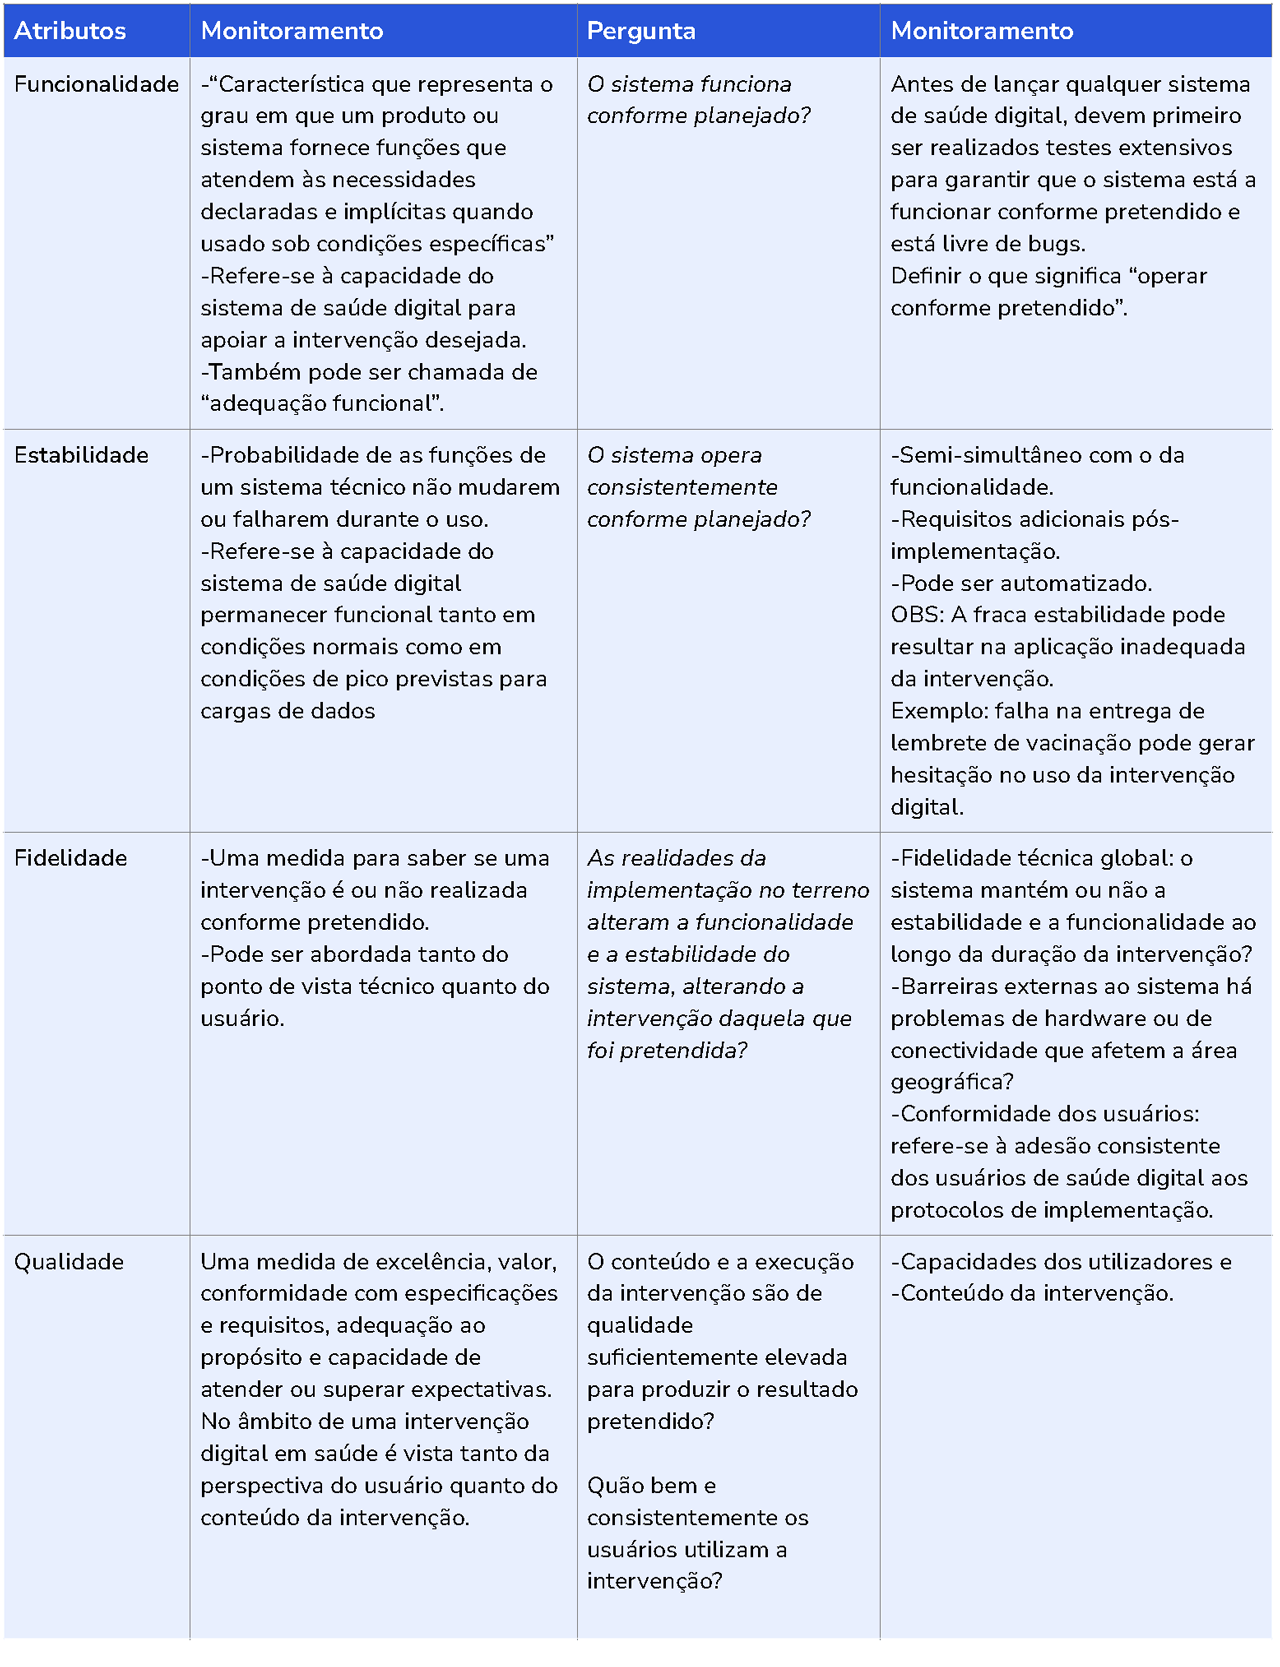 Atributos
Monitoramento
Pergunta
Monitoramento
Funcionalidade
-“Característica que representa o
grau em que um produto ou
sistema fornece funções que
atendem às necessidades
declaradas e implícitas quando
usado sob condições específicas”
-Refere-se à capacidade do
sistema de saúde digital para
apoiar a intervenção desejada.
-Também pode ser chamada de
“adequação funcional”.
O sistema funciona
conforme planejado?
Antes de lançar qualquer sistema
de saúde digital, devem primeiro
ser realizados testes extensivos
para garantir que o sistema está a
funcionar conforme pretendido e
está livre de bugs.
Definir o que significa “operar
conforme pretendido”.
Estabilidade
-Probabilidade de as funções de
um sistema técnico não mudarem
ou falharem durante o uso.
-Refere-se à capacidade do
sistema de saúde digital
permanecer funcional tanto em
condições normais como em
condições de pico previstas para
cargas de dados
O sistema opera
consistentemente
conforme planejado?
-Semi-simultâneo com o da
funcionalidade.
-Requisitos adicionais pós-
implementação.
-Pode ser automatizado.
OBS: A fraca estabilidade pode
resultar na aplicação inadequada
da intervenção.
Exemplo: falha na entrega de
lembrete de vacinação pode gerar
hesitação no uso da intervenção
digital.
Fidelidade
-Uma medida para saber se uma
intervenção é ou não realizada
conforme pretendido.
-Pode ser abordada tanto do
ponto de vista técnico quanto do
usuário.
As realidades da
implementação no terreno
alteram a funcionalidade
e a estabilidade do
sistema, alterando a
intervenção daquela que
foi pretendida?
-Fidelidade técnica global: o
sistema mantém ou não a
estabilidade e a funcionalidade ao
longo da duração da intervenção?
-Barreiras externas ao sistema há
problemas de hardware ou de
conectividade que afetem a área
geográfica?
-Conformidade dos usuários:
refere-se à adesão consistente
dos usuários de saúde digital aos
protocolos de implementação.
Qualidade
Uma medida de excelência, valor,
conformidade com especificações
e requisitos, adequação ao
propósito e capacidade de
atender ou superar expectativas.
No âmbito de uma intervenção
digital em saúde é vista tanto da
perspectiva do usuário quanto do
conteúdo da intervenção.
O conteúdo e a execução
da intervenção são de
qualidade
suficientemente elevada
para produzir o resultado
pretendido?
Quão bem e
consistentemente os
usuários utilizam a
intervenção?
-Capacidades dos utilizadores e
-Conteúdo da intervenção.